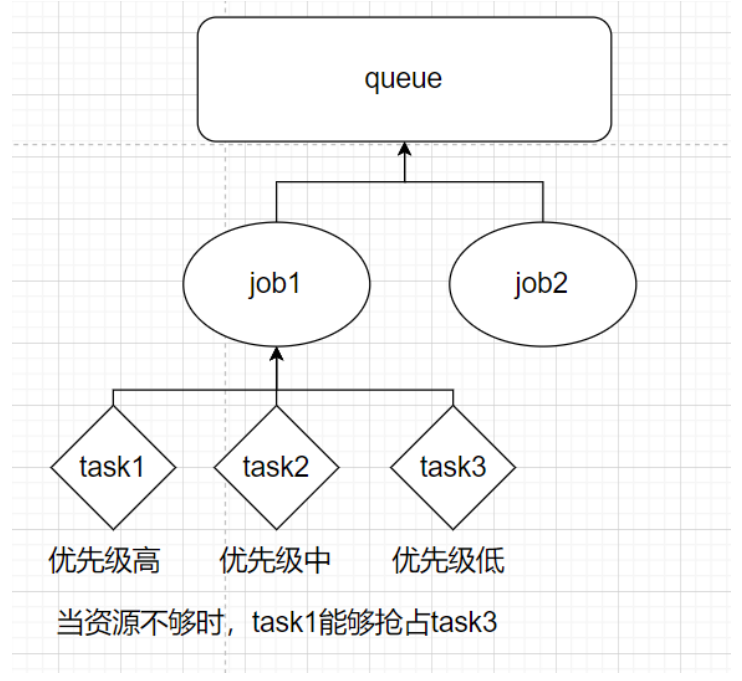 queue
job1
job2
task1
task2
task3
优先级高
优先级中
优先级低
当资源不够时，task1能够抢占task3